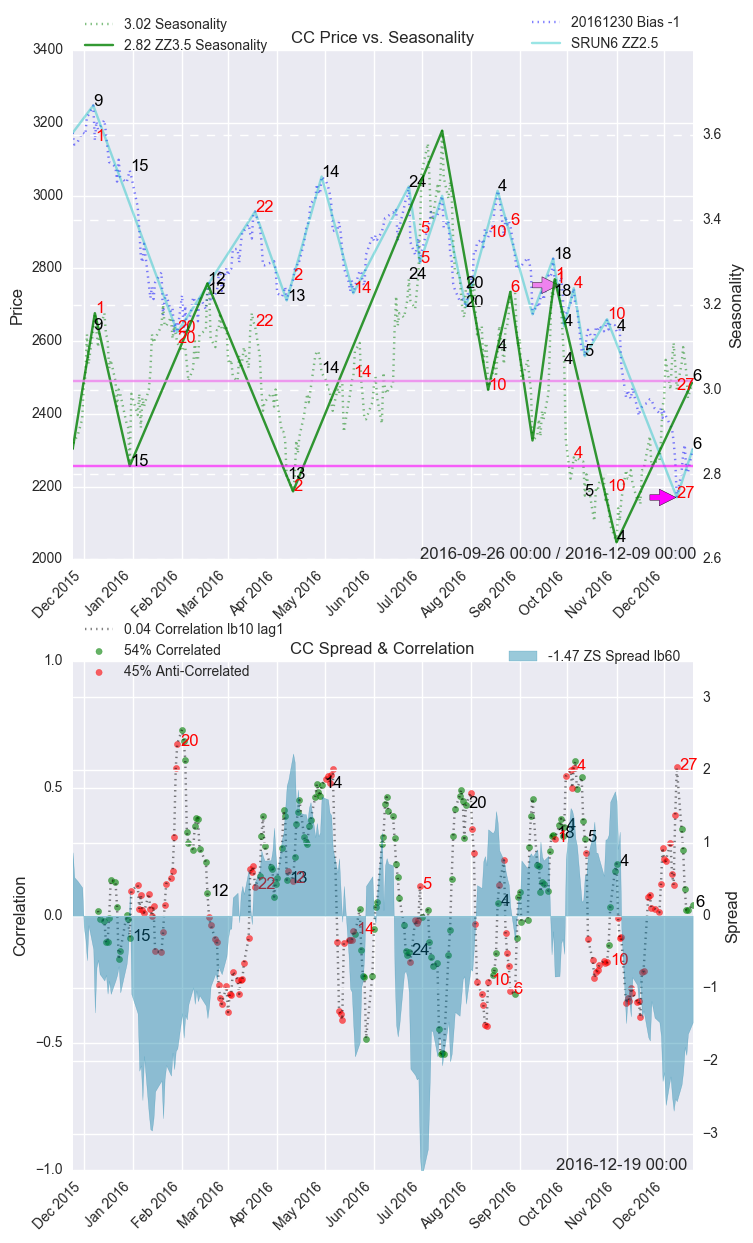 3.02 Seasonality
2.82 ZZ3.5 Seasonality
20161230 Bias -1
SRUN6 ZZ2.5
CC Price vs. Seasonality
3400
3200
3000
2800
2600
2400
2200
2000
Price
3.6
3.4
3.2
3.0
2.8
2.6
Seasonality
9
1
15
22
14
24
4
12
12
2
13
14
5
5
24
20
20
10
6
18
1
18
4
4
4
10
4
5
20
20
1
9
15
22
14
14
13
2
4
10
6
4
5
10
4
27
6
6
27
2016-09-26 00:00 / 2016-12-09 00:00
Dec 2015
Jan 2016
Feb 2016
Mar 2016
Apr 2016
May 2016
Jun 2016
Jul 2016
Aug 2016
Sep 2016
Oct 2016
Nov 2016
Dec 2016
0.04 Correlation lb10 lag1
54% Correlated
45% Anti-Correlated
CC Spread & Correlation
-1.47 ZS Spread lb60
1.0
0.5
0.0
−0.5
−1.0
Correlation
3
2
1
0
−1
−2
−3
Spread
20
14
4
27
20
18
4
5
4
22
13
2
12
5
4
6
15
14
24
10
6
10
2016-12-19 00:00
Dec 2015
Jan 2016
Feb 2016
Mar 2016
Apr 2016
May 2016
Jun 2016
Jul 2016
Aug 2016
Sep 2016
Oct 2016
Nov 2016
Dec 2016